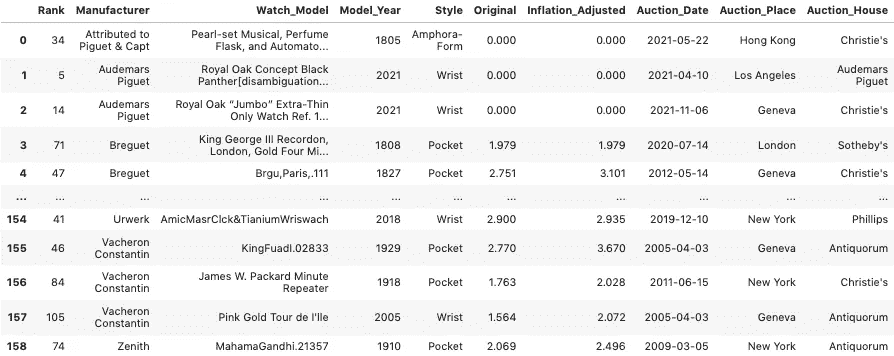 Rank Manufacturer Watch_Model Model_Year Style Original Inflation_Adjusted Auction_Date Auction_Place Auction_House
0 34 Attributed to Piguet & Capt Pearl-set Musical, Perfume Flask, and Automato... 1805 Amphora-Form 0.000 0.000 2021-05-22 Hong Kong Christie's
1 5 Audemars Piguet Royal Oak Concept Black Panther[disambiguation... 2021 Wrist 0.000 0.000 2021-04-10 Los Angeles Audemars Piguet
2 14 Audemars Piguet Royal Oak “Jumbo” Extra-Thin Only Watch Ref. 1... 2021 Wrist 0.000 0.000 2021-11-06 Geneva Christie's
3 71 Breguet King George III Recordon, London, Gold Four Mi... 1808 Pocket 1.979 1.979 2020-07-14 London Sotheby's
4 47 Breguet Brgu,Paris,.111 1827 Pocket 2.751 3.101 2012-05-14 Geneva Christie's
... ... ... ... ... ... ... ... ... ... ...
154 41 Urwerk AmicMasrClck&TianiumWriswach 2018 Wrist 2.900 2.935 2019-12-10 New York Phillips
155 46 Vacheron Constantin KingFuadI.02833 1929 Pocket 2.770 3.670 2005-04-03 Geneva Antiquorum
156 84 Vacheron Constantin James W. Packard Minute Repeater 1918 Pocket 1.763 2.028 2011-06-15 New York Christie's
157 105 Vacheron Constantin Pink Gold Tour de l'Ile 2005 Wrist 1.564 2.072 2005-04-03 Geneva Antiquorum
158 74 Zenith MahamaGandhi.21357 1910 Pocket 2.069 2.496 2009-03-05 New York Antiquorum